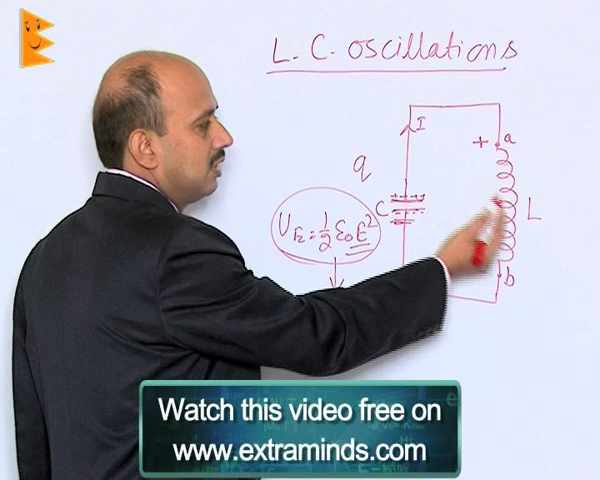 L.C. oscillations
I
+ a
q
C
L
U_E = 1/2 ε₀E²
b
Watch this video free on
www.extraminds.com